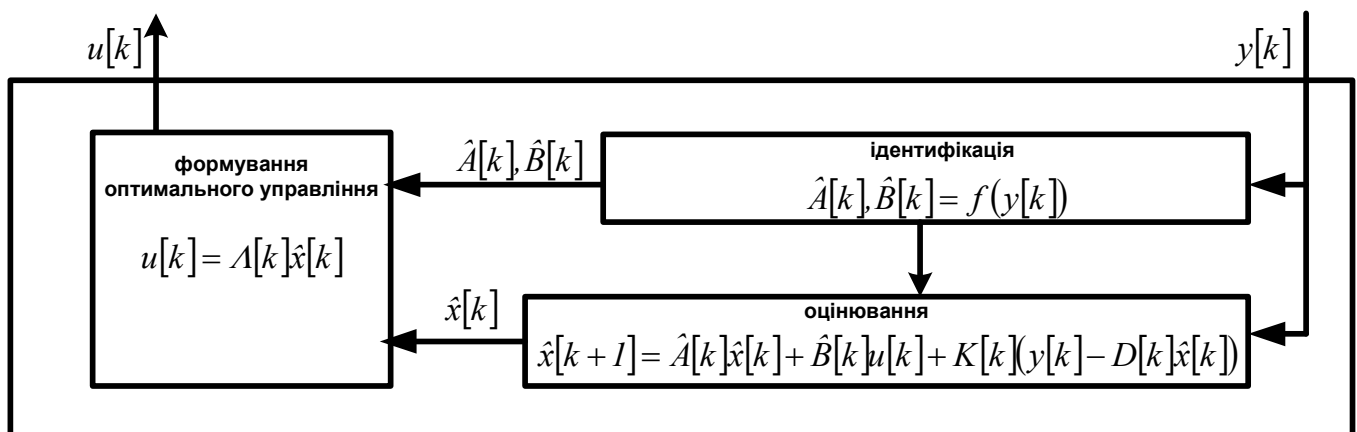 u[k]
y[k]
формування
оптимального управління
u[k] = Λ[k]x̂[k]
Â[k], B̂[k]
ідентифікація
Â[k], B̂[k] = f(y[k])
x̂[k]
оцінювання
x̂[k + 1] = Â[k]x̂[k] + B̂[k]u[k] + K[k](y[k] − D[k]x̂[k])